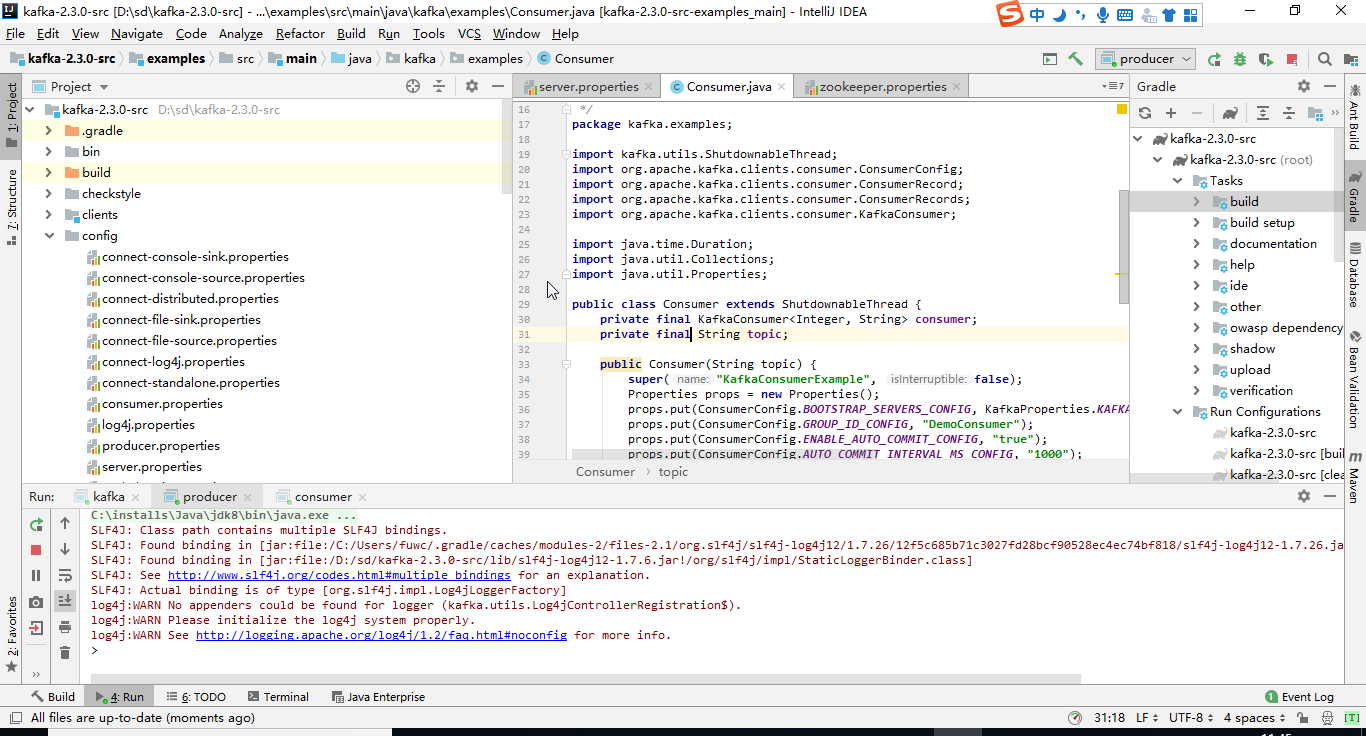 kafka-2.3.0-src [D:\sd\kafka-2.3.0-src] - ...\examples\src\main\java\kafka\examples\Consumer.java [kafka-2.3.0-src-examples_main] - IntelliJ IDEA
中
File Edit View Navigate Code Analyze Refactor Build Run Tools VCS Window Help
kafka-2.3.0-src examples src main java kafka examples Consumer
producer
1: Project
7: Structure
2: Favorites
Project
kafka-2.3.0-src D:\sd\kafka-2.3.0-src
.gradle
bin
build
checkstyle
clients
config
connect-console-sink.properties
connect-console-source.properties
connect-distributed.properties
connect-file-sink.properties
connect-file-source.properties
connect-log4j.properties
connect-standalone.properties
consumer.properties
log4j.properties
producer.properties
server.properties
server.properties Consumer.java zookeeper.properties
7
16 */
17 package kafka.examples;
18
19 import kafka.utils.ShutdownableThread;
20 import org.apache.kafka.clients.consumer.ConsumerConfig;
21 import org.apache.kafka.clients.consumer.ConsumerRecord;
22 import org.apache.kafka.clients.consumer.ConsumerRecords;
23 import org.apache.kafka.clients.consumer.KafkaConsumer;
24
25 import java.time.Duration;
26 import java.util.Collections;
27 import java.util.Properties;
28
29 public class Consumer extends ShutdownableThread {
30 private final KafkaConsumer<Integer, String> consumer;
31 private final String topic;
32
33 public Consumer(String topic) {
34 super( name: "KafkaConsumerExample", isInterruptible: false);
35 Properties props = new Properties();
36 props.put(ConsumerConfig.BOOTSTRAP_SERVERS_CONFIG, KafkaProperties.KAFKA
37 props.put(ConsumerConfig.GROUP_ID_CONFIG, "DemoConsumer");
38 props.put(ConsumerConfig.ENABLE_AUTO_COMMIT_CONFIG, "true");
39 props.put(ConsumerConfig.AUTO_COMMIT_INTERVAL_MS_CONFIG, "1000");
Consumer topic
Gradle
kafka-2.3.0-src
kafka-2.3.0-src (root)
Tasks
build
build setup
documentation
help
ide
other
owasp dependency
shadow
upload
verification
Run Configurations
kafka-2.3.0-src
kafka-2.3.0-src [buil
kafka-2.3.0-src [clea
Ant Build
Gradle
Database
Bean Validation
Maven
Run: kafka producer consumer
C:\installs\Java\jdk8\bin\java.exe ...
SLF4J: Class path contains multiple SLF4J bindings.
SLF4J: Found binding in [jar:file:/C:/Users/fuwc/.gradle/caches/modules-2/files-2.1/org.slf4j/slf4j-log4j12/1.7.26/12f5c685b71c3027fd28bcf90528ec4ec74bf818/slf4j-log4j12-1.7.26.ja
SLF4J: Found binding in [jar:file:/D:/sd/kafka-2.3.0-src/lib/slf4j-log4j12-1.7.6.jar!/org/slf4j/impl/StaticLoggerBinder.class]
SLF4J: See http://www.slf4j.org/codes.html#multiple_bindings for an explanation.
SLF4J: Actual binding is of type [org.slf4j.impl.Log4jLoggerFactory]
log4j:WARN No appenders could be found for logger (kafka.utils.Log4jControllerRegistration$).
log4j:WARN Please initialize the log4j system properly.
log4j:WARN See http://logging.apache.org/log4j/1.2/faq.html#noconfig for more info.
>
Build 4: Run 6: TODO Terminal Java Enterprise 1 Event Log
All files are up-to-date (moments ago) 31:18 LF UTF-8 4 spaces [T]